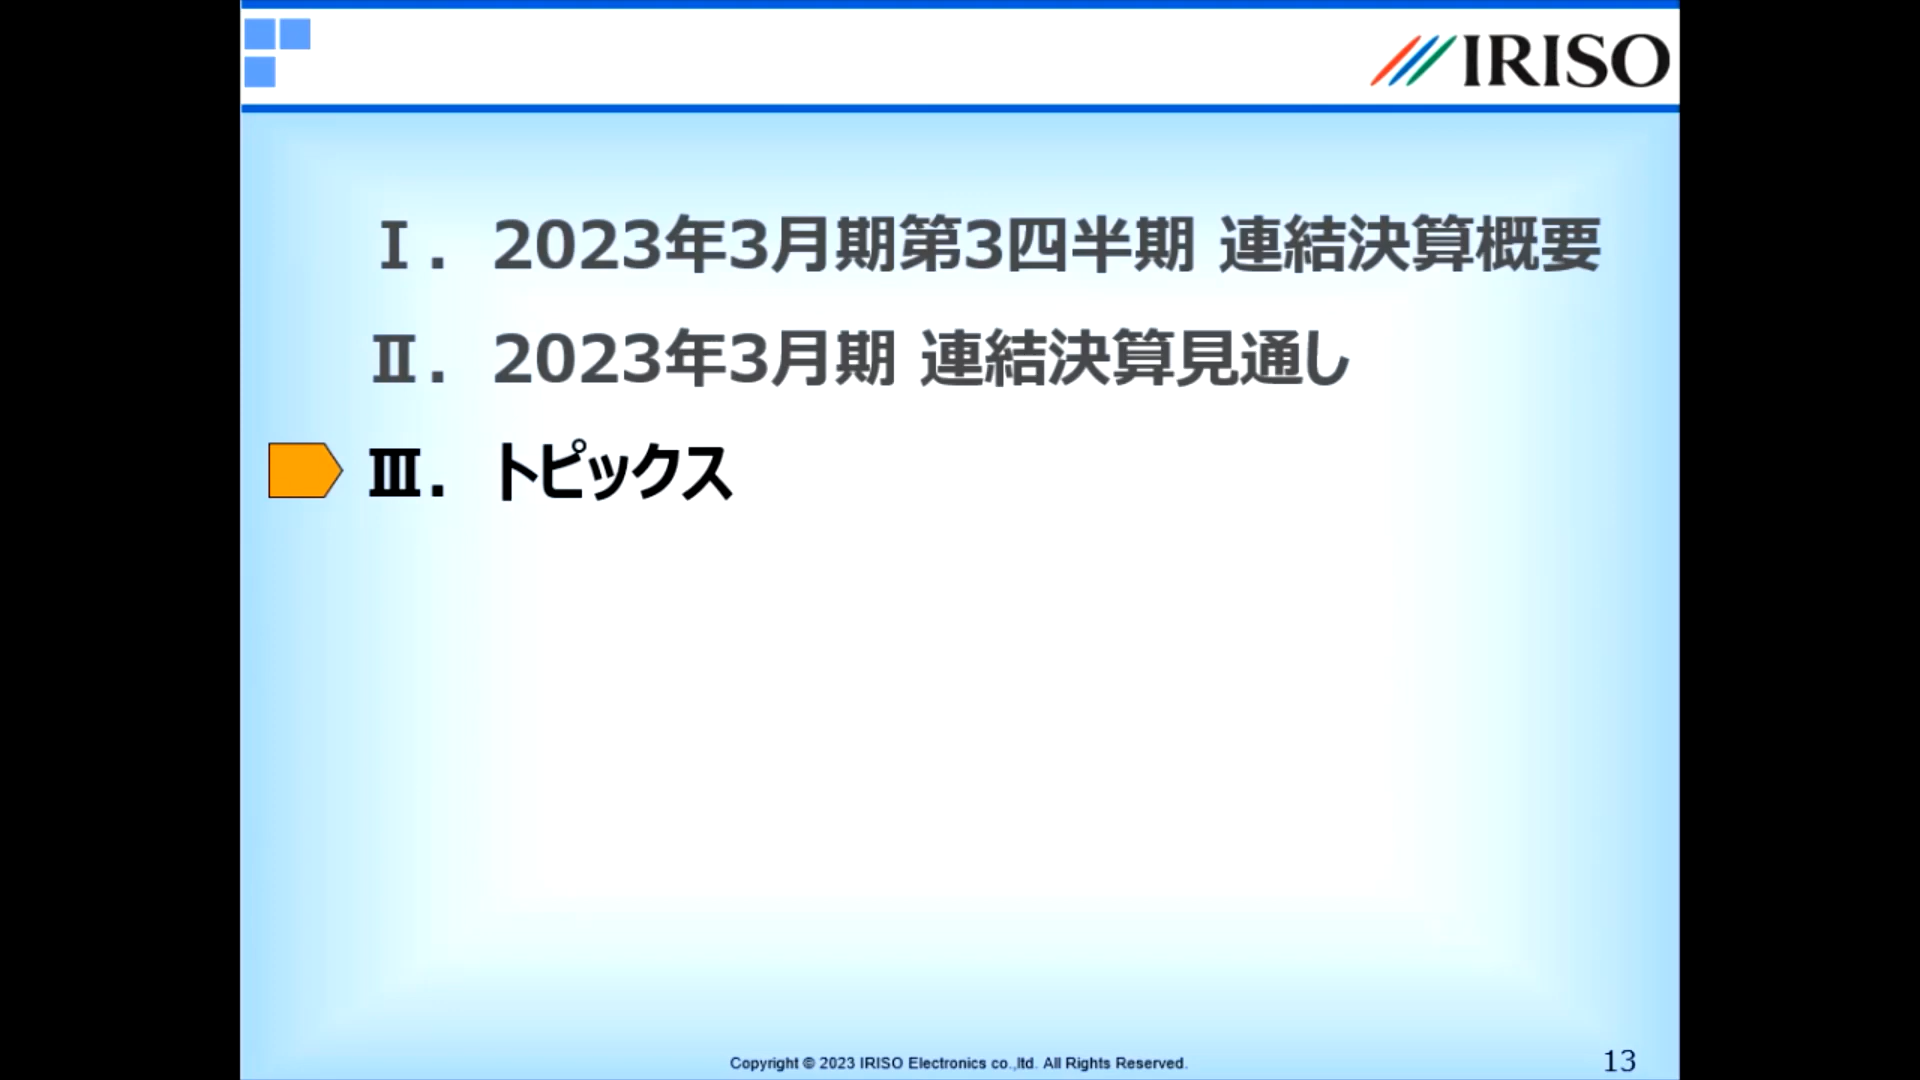 IRISO
Ⅰ．2023年3月期第3四半期 連結決算概要
Ⅱ．2023年3月期 連結決算見通し
Ⅲ．トピックス
Copyright © 2023 IRISO Electronics co.,ltd. All Rights Reserved.
13